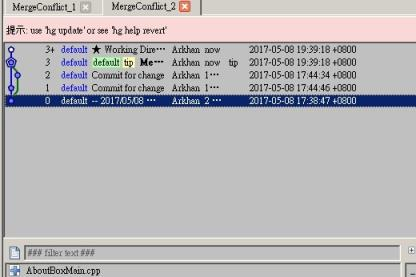 MergeConflict_1 MergeConflict_2
提示: use 'hg update' or see 'hg help revert'
3+ default ★ Working Dire··· Arkhan now 2017-05-08 19:39:18 +0800
3 default default tip Me··· Arkhan now tip 2017-05-08 19:39:18 +0800
2 default Commit for change Arkhan 1··· 2017-05-08 17:44:34 +0800
1 default Commit for change Arkhan 1··· 2017-05-08 17:44:46 +0800
0 default -- 2017/05/08 ··· Arkhan 2 ··· 2017-05-08 17:38:47 +0800
### filter text ###
AboutBoxMain.cpp